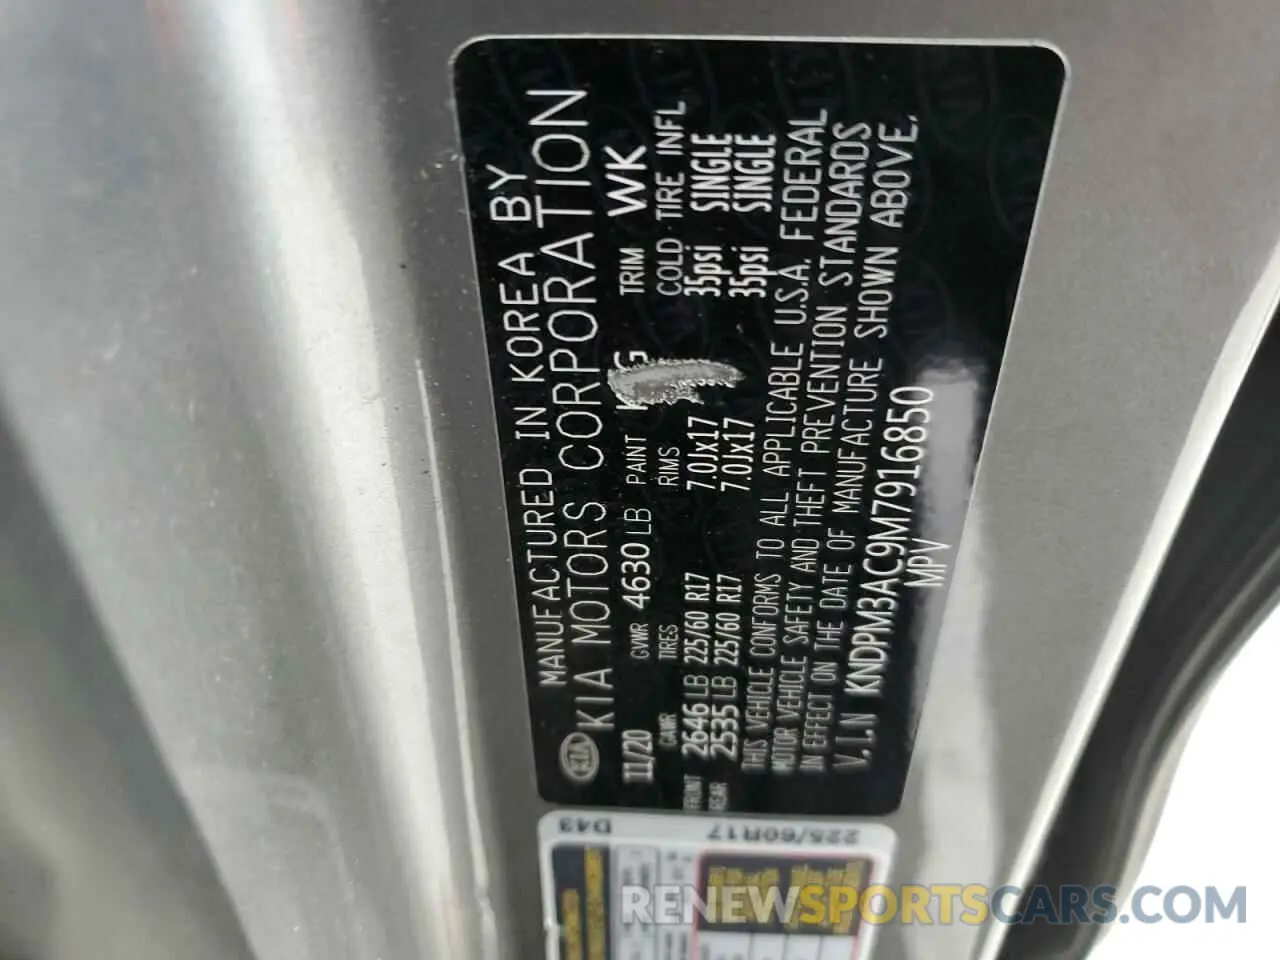 MANUFACTURED IN KOREA BY
KIA KIA MOTORS CORPORATION
11/20 GVWR 4630 LB PAINT G TRIM WK
GAWR TIRES RIMS COLD TIRE INFL
FRONT 2646 LB 225/60 R17 7.0Jx17 35psi SINGLE
REAR 2535 LB 225/60 R17 7.0Jx17 35psi SINGLE
THIS VEHICLE CONFORMS TO ALL APPLICABLE U.S.A. FEDERAL
MOTOR VEHICLE SAFETY AND THEFT PREVENTION STANDARDS
IN EFFECT ON THE DATE OF MANUFACTURE SHOWN ABOVE.
V.I.N KNDPM3AC9M7916850
MPV
D43
225/60R17
RENEWSPORTSCARS.COM